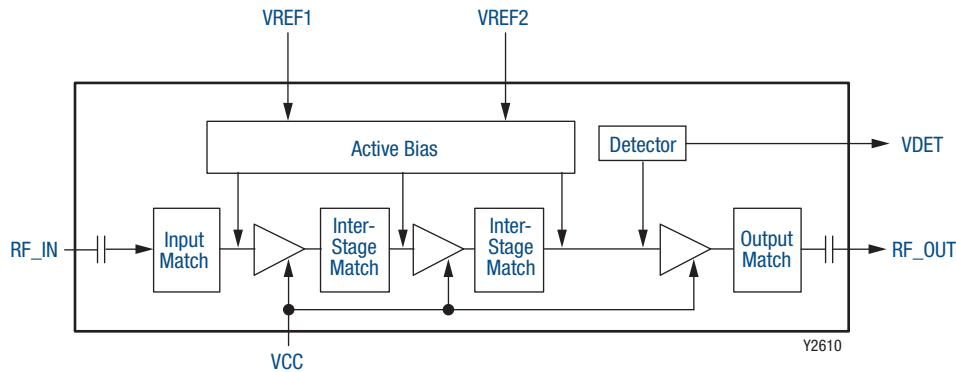 VREF1
VREF2
Active Bias
Detector
VDET
RF_IN
Input
Match
Inter-
Stage
Match
Inter-
Stage
Match
Output
Match
RF_OUT
VCC
Y2610